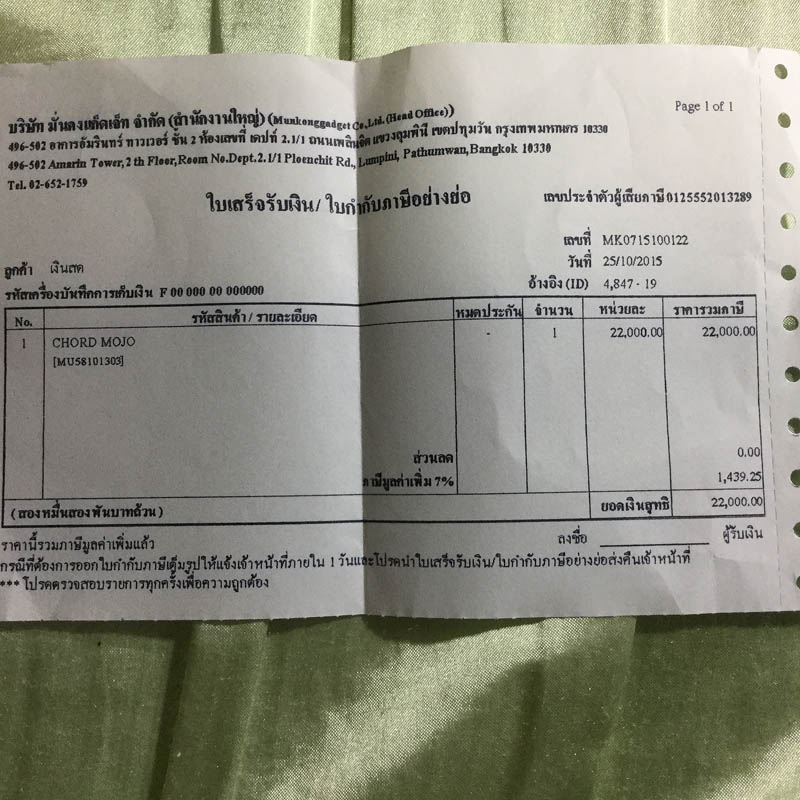 Page 1 of 1
บริษัท มั่นคงแก็ดเจ็ท จำกัด (สำนักงานใหญ่) (Munkonggadget Co.,Ltd.(Head Office))
496-502 อาคารอัมรินทร์ ทาวเวอร์ ชั้น 2 ห้องเลขที่ เดปท์ 2.1/1 ถนนเพลินจิต แขวงลุมพินี เขตปทุมวัน กรุงเทพมหานคร 10330
496-502 Amarin Tower,2 th Floor,Room No.Dept.2.1/1 Ploenchit Rd., Lumpini, Pathumwan,Bangkok 10330
Tel. 02-652-1759
ใบเสร็จรับเงิน/ ใบกำกับภาษีอย่างย่อ
เลขประจำตัวผู้เสียภาษี 0125552013289
เลขที่ MK0715100122
วันที่ 25/10/2015
ลูกค้า เงินสด
อ้างอิง (ID) 4,847 - 19
รหัสเครื่องบันทึกการเก็บเงิน F 00 000 00 000000
No. รหัสสินค้า / รายละเอียด หมดประกัน จำนวน หน่วยละ ราคารวมภาษี
1 CHORD MOJO - 1 22,000.00 22,000.00
[MU58101303]
ส่วนลด 0.00
ภาษีมูลค่าเพิ่ม 7% 1,439.25
(สองหมื่นสองพันบาทถ้วน) ยอดเงินสุทธิ 22,000.00
ราคานี้รวมภาษีมูลค่าเพิ่มแล้ว
ลงชื่อ ผู้รับเงิน
กรณีที่ต้องการออกใบกำกับภาษีเต็มรูปให้แจ้งเจ้าหน้าที่ภายใน 1 วันและโปรดนำใบเสร็จรับเงิน/ใบกำกับภาษีอย่างย่อส่งคืนเจ้าหน้าที่
*** โปรดตรวจสอบรายการทุกครั้งเพื่อความถูกต้อง